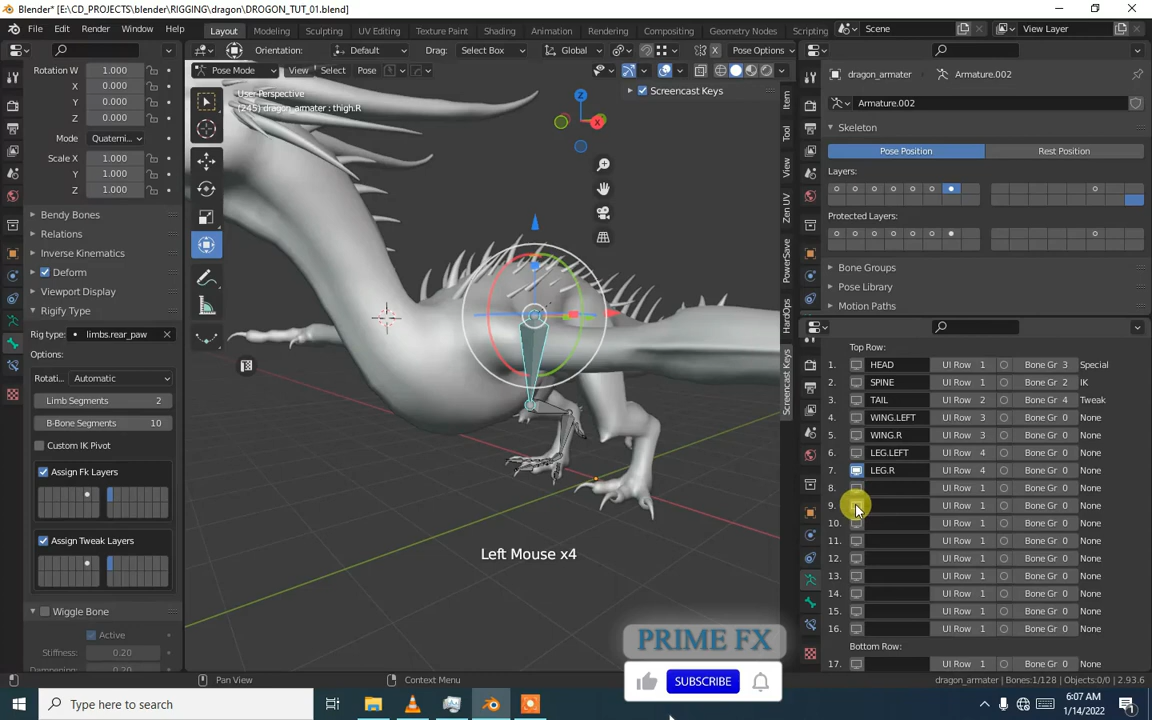 Blender* [E:\CD_PROJECTS\blender\RIGGING\dragon\DROGON_TUT_01.blend]
File Edit Render Window Help Layout Modeling Sculpting UV Editing Texture Paint Shading Animation Rendering Compositing Geometry Nodes Scripting Scene View Layer
Orientation: Default Drag: Select Box Global Pose Options
Pose Mode View Select Pose
User Perspective
(245) dragon_armater : thigh.R
Screencast Keys
X
Item
Tool
View
Zen UV
PowerSave
HardOps
Screencast Keys
Rotation W 1.000
X 0.000
Y 0.000
Z 0.000
Mode Quaterni...
Scale X 1.000
Y 1.000
Z 1.000
Bendy Bones
Relations
Inverse Kinematics
Deform
Viewport Display
Rigify Type
Rig type: limbs.rear_paw
Options:
Rotati... Automatic
Limb Segments 2
B-Bone Segments 10
Custom IK Pivot
Assign Fk Layers
Assign Tweak Layers
Wiggle Bone
Active
Stiffness: 0.20
Dampening 0.20
Left Mouse x4
PRIME FX
SUBSCRIBE
dragon_armater Armature.002
Armature.002
Skeleton
Pose Position Rest Position
Layers:
Protected Layers:
Bone Groups
Pose Library
Motion Paths
Top Row:
1. HEAD UI Row 1 Bone Gr 3 Special
2. SPINE UI Row 1 Bone Gr 2 IK
3. TAIL UI Row 2 Bone Gr 4 Tweak
4. WING.LEFT UI Row 3 Bone Gr 0 None
5. WING.R UI Row 3 Bone Gr 0 None
6. LEG.LEFT UI Row 4 Bone Gr 0 None
7. LEG.R UI Row 4 Bone Gr 0 None
8. UI Row 1 Bone Gr 0 None
9. UI Row 1 Bone Gr 0 None
10. UI Row 1 Bone Gr 0 None
11. UI Row 1 Bone Gr 0 None
12. UI Row 1 Bone Gr 0 None
13. UI Row 1 Bone Gr 0 None
14. UI Row 1 Bone Gr 0 None
15. UI Row 1 Bone Gr 0 None
16. UI Row 1 Bone Gr 0 None
Bottom Row:
17. UI Row 1 Bone Gr 0 None
Pan View Context Menu dragon_armater | Bones:1/128 | Objects:0/0 | 2.93.6
Type here to search
6:07 AM
1/14/2022
1